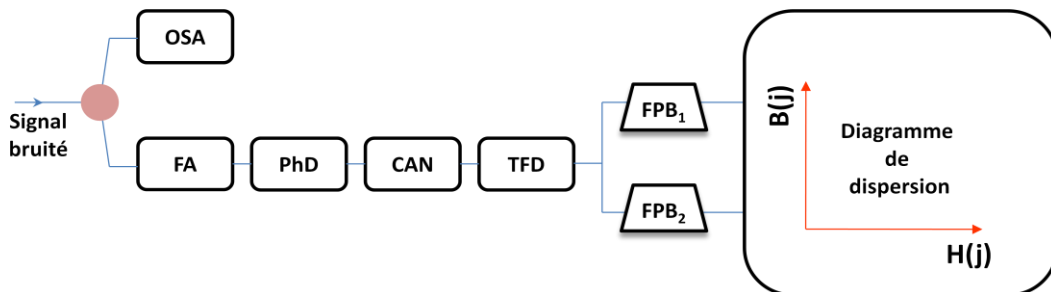 OSA
Signal
bruité
FA
PhD
CAN
TFD
FPB₁
FPB₂
B(j)
Diagramme
de
dispersion
H(j)